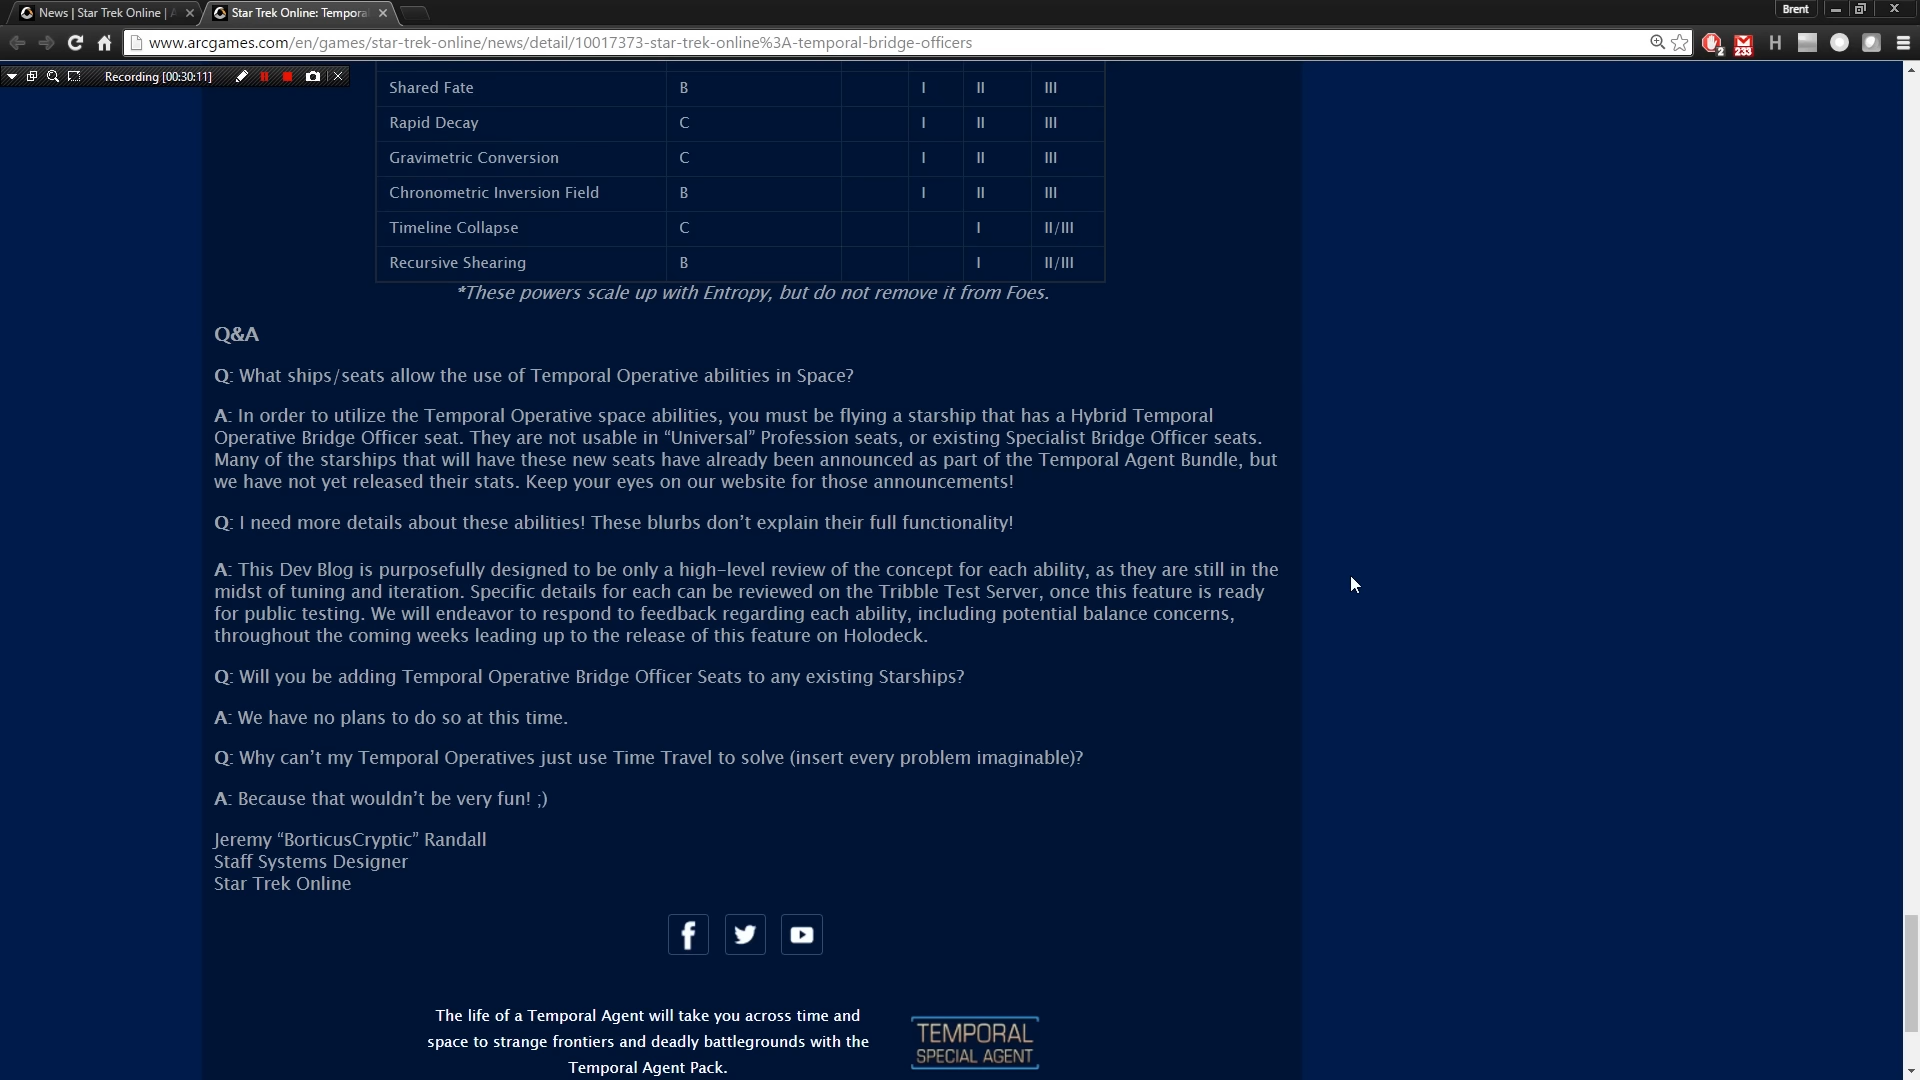 News | Star Trek Online |
Star Trek Online: Tempora
Brent
www.arcgames.com/en/games/star-trek-online/news/detail/10017373-star-trek-online%3A-temporal-bridge-officers
2
233
H
Recording [00:30:11]
Shared Fate B I II III
Rapid Decay C I II III
Gravimetric Conversion C I II III
Chronometric Inversion Field B I II III
Timeline Collapse C I II/III
Recursive Shearing B I II/III
*These powers scale up with Entropy, but do not remove it from Foes.
Q&A
Q: What ships/seats allow the use of Temporal Operative abilities in Space?
A: In order to utilize the Temporal Operative space abilities, you must be flying a starship that has a Hybrid Temporal
Operative Bridge Officer seat. They are not usable in “Universal” Profession seats, or existing Specialist Bridge Officer seats.
Many of the starships that will have these new seats have already been announced as part of the Temporal Agent Bundle, but
we have not yet released their stats. Keep your eyes on our website for those announcements!
Q: I need more details about these abilities! These blurbs don’t explain their full functionality!
A: This Dev Blog is purposefully designed to be only a high-level review of the concept for each ability, as they are still in the
midst of tuning and iteration. Specific details for each can be reviewed on the Tribble Test Server, once this feature is ready
for public testing. We will endeavor to respond to feedback regarding each ability, including potential balance concerns,
throughout the coming weeks leading up to the release of this feature on Holodeck.
Q: Will you be adding Temporal Operative Bridge Officer Seats to any existing Starships?
A: We have no plans to do so at this time.
Q: Why can’t my Temporal Operatives just use Time Travel to solve (insert every problem imaginable)?
A: Because that wouldn’t be very fun! ;)
Jeremy “BorticusCryptic” Randall
Staff Systems Designer
Star Trek Online
The life of a Temporal Agent will take you across time and
space to strange frontiers and deadly battlegrounds with the
Temporal Agent Pack.
TEMPORAL
SPECIAL AGENT